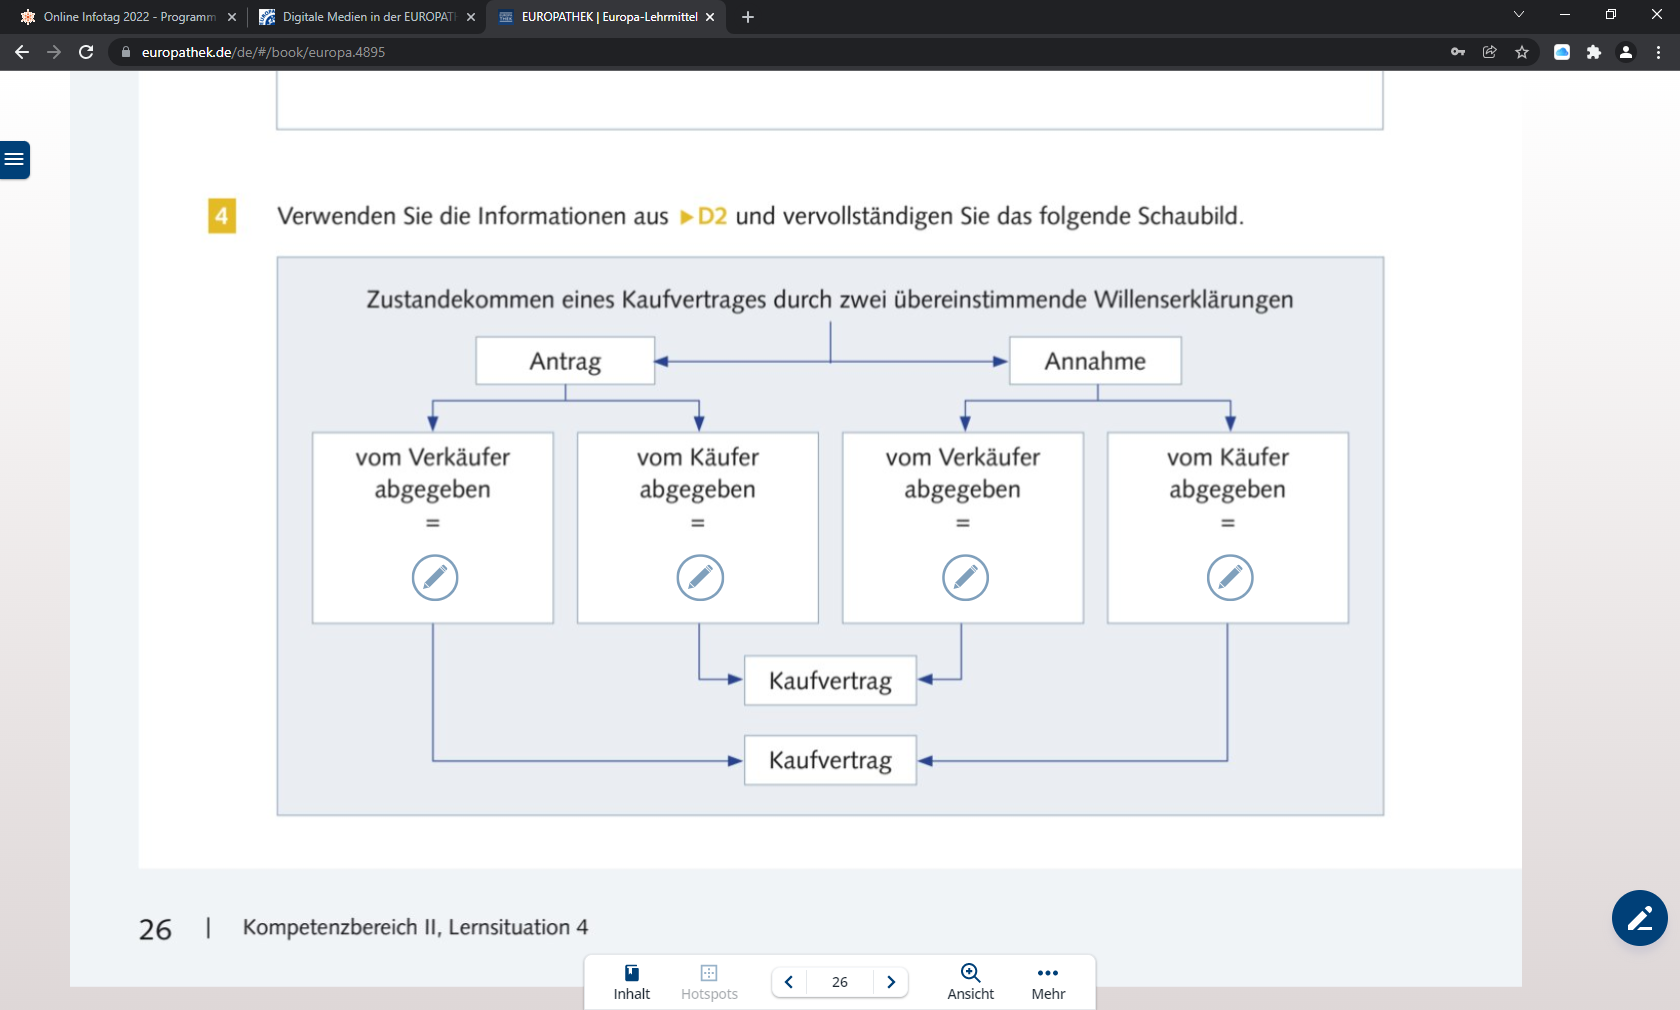 Online Infotag 2022 - Programm
Digitale Medien in der EUROPATH
EUROPATHEK | Europa-Lehrmittel
europathek.de/de/#/book/europa.4895
4 Verwenden Sie die Informationen aus ▶D2 und vervollständigen Sie das folgende Schaubild.
Zustandekommen eines Kaufvertrages durch zwei übereinstimmende Willenserklärungen
Antrag
Annahme
vom Verkäufer
abgegeben
=
vom Käufer
abgegeben
=
vom Verkäufer
abgegeben
=
vom Käufer
abgegeben
=
Kaufvertrag
Kaufvertrag
26 | Kompetenzbereich II, Lernsituation 4
Inhalt
Hotspots
26
Ansicht
Mehr